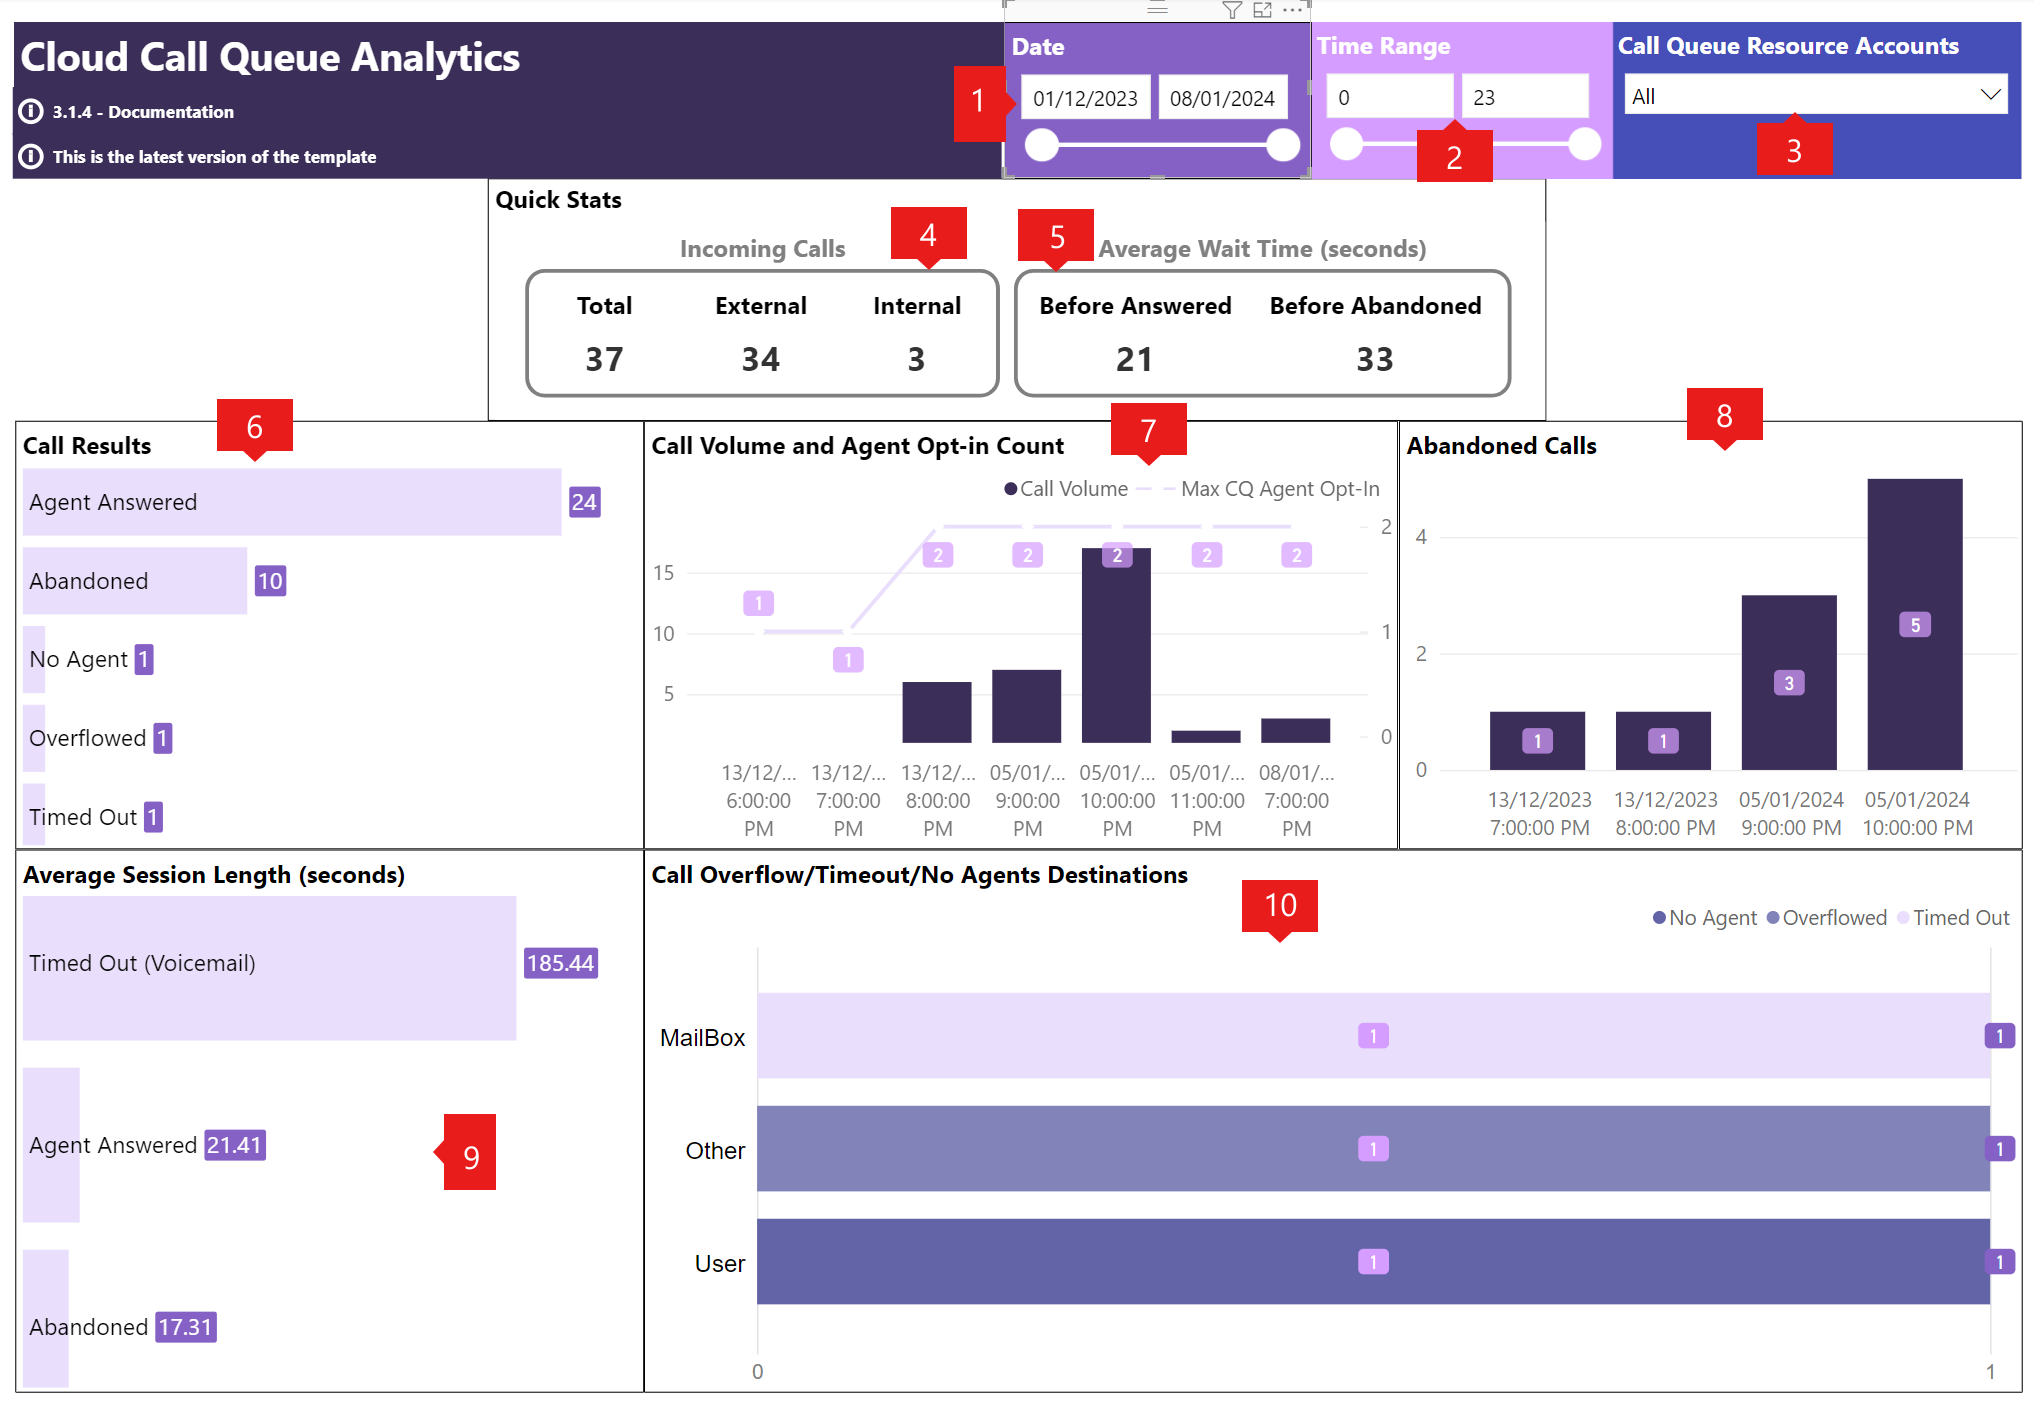 Cloud Call Queue Analytics
3.1.4 - Documentation
This is the latest version of the template
Date
01/12/2023 08/01/2024
1
Time Range
0 23
2
Call Queue Resource Accounts
All
3
Quick Stats
Incoming Calls
4
Total External Internal
37 34 3
5
Average Wait Time (seconds)
Before Answered Before Abandoned
21 33
6
Call Results
Agent Answered 24
Abandoned 10
No Agent 1
Overflowed 1
Timed Out 1
7
Call Volume and Agent Opt-in Count
Call Volume Max CQ Agent Opt-In
2
2 2 2 2 2
15
1
10 1
1
5
0
13/12/... 13/12/... 13/12/... 05/01/... 05/01/... 05/01/... 08/01/...
6:00:00 7:00:00 8:00:00 9:00:00 10:00:00 11:00:00 7:00:00
PM PM PM PM PM PM PM
8
Abandoned Calls
4
5
2
3
1 1
0
13/12/2023 13/12/2023 05/01/2024 05/01/2024
7:00:00 PM 8:00:00 PM 9:00:00 PM 10:00:00 PM
Average Session Length (seconds)
Timed Out (Voicemail) 185.44
Agent Answered 21.41
9
Abandoned 17.31
Call Overflow/Timeout/No Agents Destinations
10
No Agent Overflowed Timed Out
MailBox 1 1
Other 1 1
User 1 1
0 1